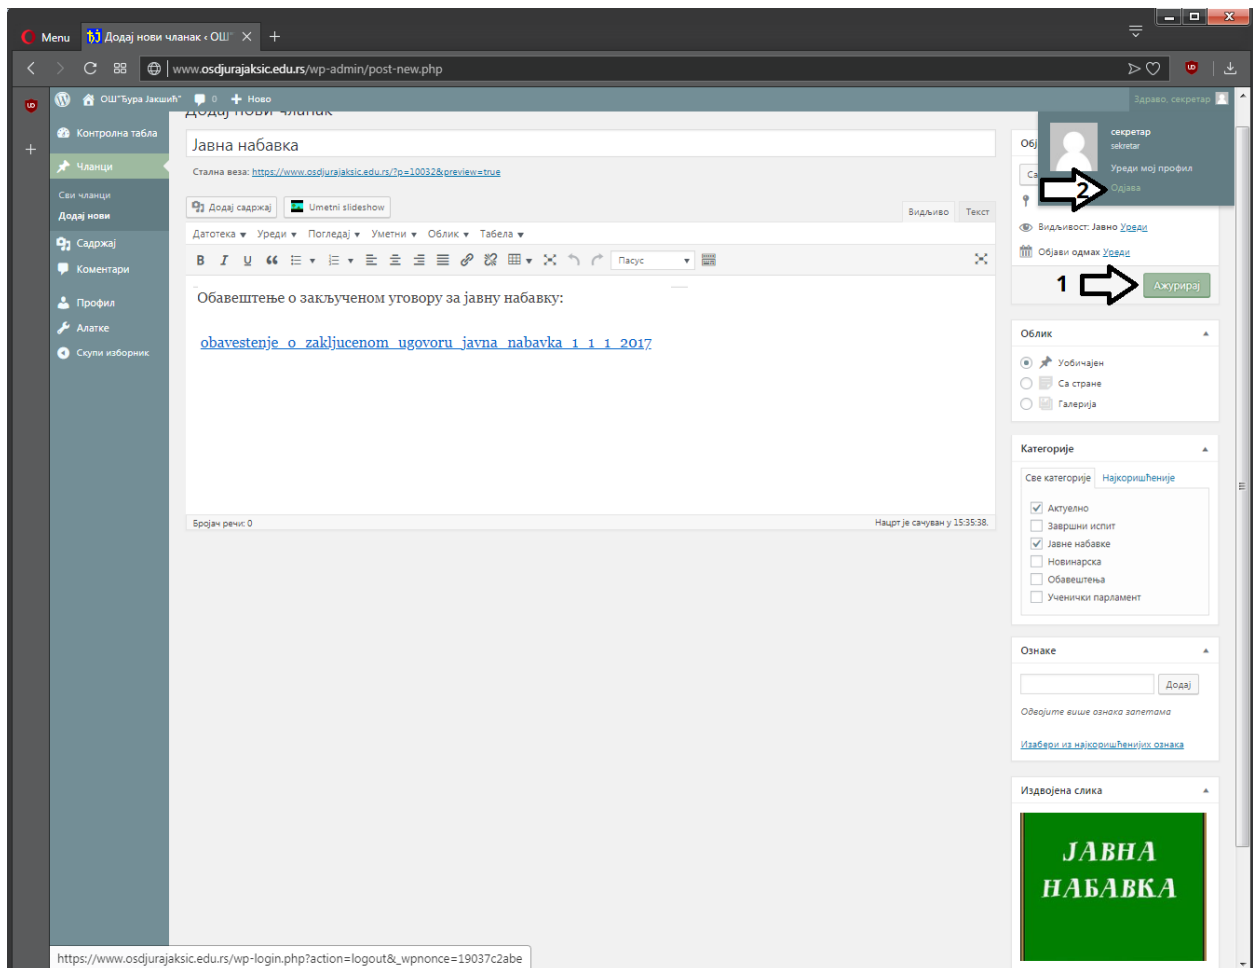 Menu
Додај нови чланак ‹ ОШ"
www.osdjurajaksic.edu.rs/wp-admin/post-new.php
ОШ"Ђура Јакшић"
0
Ново
Здраво, секретар
Контролна табла
Чланци
Сви чланци
Додај нови
Садржај
Коментари
Профил
Алатке
Скупи изборник
Додај нови чланак
Јавна набавка
Стална веза: https://www.osdjurajaksic.edu.rs/?p=10032&preview=true
Додај садржај
Umetni slideshow
Видљиво
Текст
Датотека
Уреди
Погледај
Уметни
Облик
Табела
B I U
Пасус
Обавештење о закљученом уговору за јавну набавку:
obavestenje_o_zakljucenom_ugovoru_javna_nabavka_1_1_1_2017
Бројач речи: 0
Нацрт је сачуван у 15:35:38.
секретар
sekretar
Уреди мој профил
2
Одјава
Видљивост: Јавно Уреди
Објави одмах Уреди
1
Ажурирај
Облик
Уобичајен
Са стране
Галерија
Категорије
Све категорије
Најкоришћеније
Актуелно
Завршни испит
Јавне набавке
Новинарска
Обавештења
Ученички парламент
Ознаке
Додај
Одвојите више ознака запетама
Изабери из најкоришћенијих ознака
Издвојена слика
ЈАВНА
НАБАВКА
https://www.osdjurajaksic.edu.rs/wp-login.php?action=logout&_wpnonce=19037c2abe